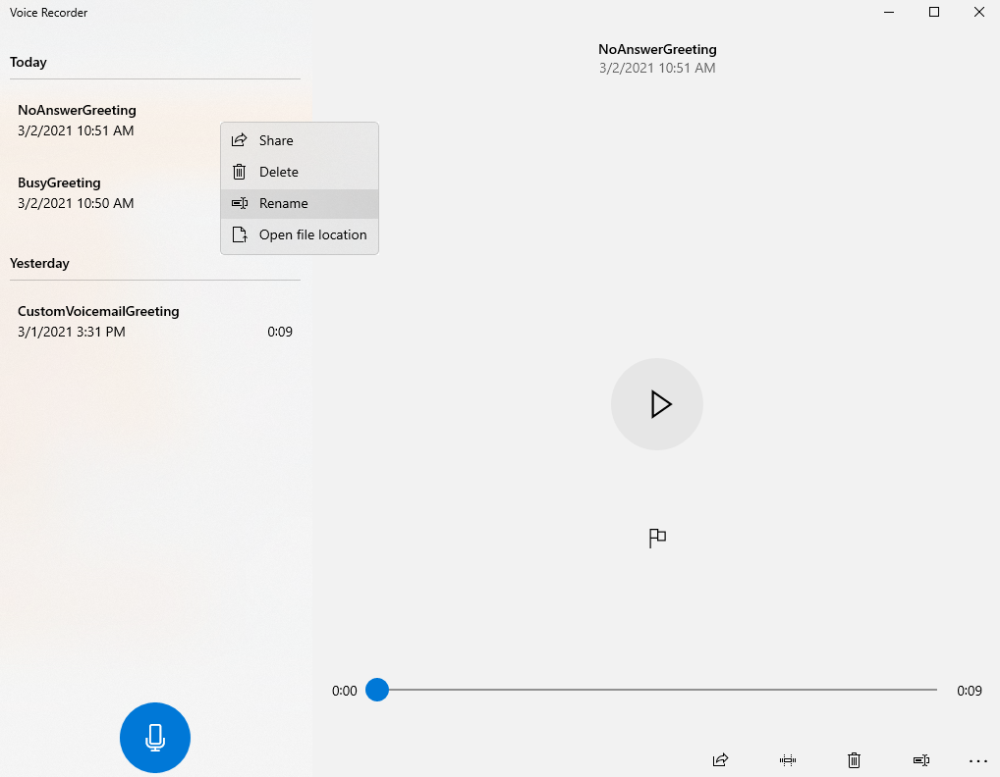 Voice Recorder
Today
NoAnswerGreeting
3/2/2021 10:51 AM
BusyGreeting
3/2/2021 10:50 AM
Share
Delete
Rename
Open file location
Yesterday
CustomVoicemailGreeting
3/1/2021 3:31 PM 0:09
NoAnswerGreeting
3/2/2021 10:51 AM
0:00 0:09